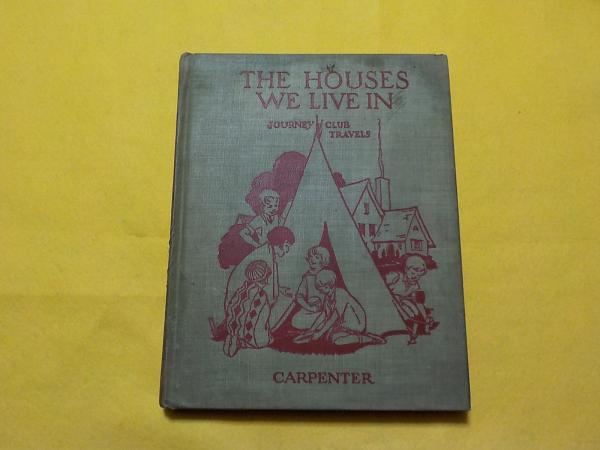 THE HOUSES
WE LIVE IN
JOURNEY CLUB
TRAVELS
CARPENTER